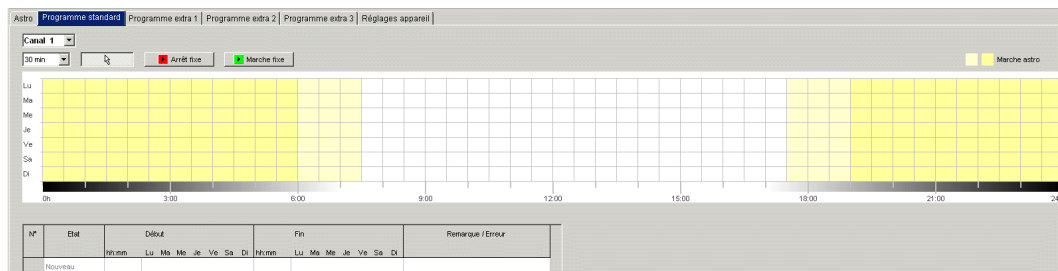 Astro Programme standard Programme extra 1 Programme extra 2 Programme extra 3 Réglages appareil
Canal 1
30 min Arrêt fixe Marche fixe Marche astro
Lu
Ma
Me
Je
Ve
Sa
Di
0h 3:00 6:00 9:00 12:00 15:00 18:00 21:00 24
N° Etat Début Fin Remarque / Erreur
hh:mm Lu Ma Me Je Ve Sa Di hh:mm Lu Ma Me Je Ve Sa Di
Nouveau